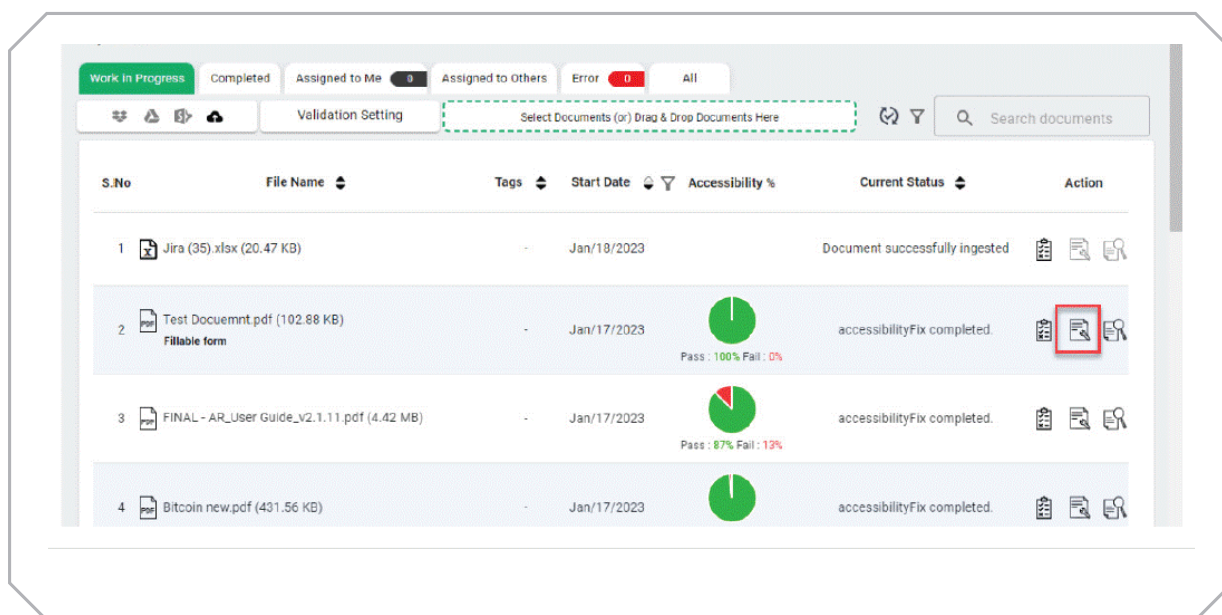 Work in Progress Completed Assigned to Me 0 Assigned to Others Error 0 All
Validation Setting Select Documents (or) Drag & Drop Documents Here Search documents
S.No File Name Tags Start Date Accessibility % Current Status Action
1 Jira (35).xlsx (20.47 KB) - Jan/18/2023 Document successfully ingested
2 PDF Test Docuemnt.pdf (102.88 KB) - Jan/17/2023 accessibilityFix completed.
Fillable form
Pass : 100% Fail : 0%
3 PDF FINAL - AR_User Guide_v2.1.11.pdf (4.42 MB) - Jan/17/2023 accessibilityFix completed.
Pass : 87% Fail : 13%
4 PDF Bitcoin new.pdf (431.56 KB) - Jan/17/2023 accessibilityFix completed.